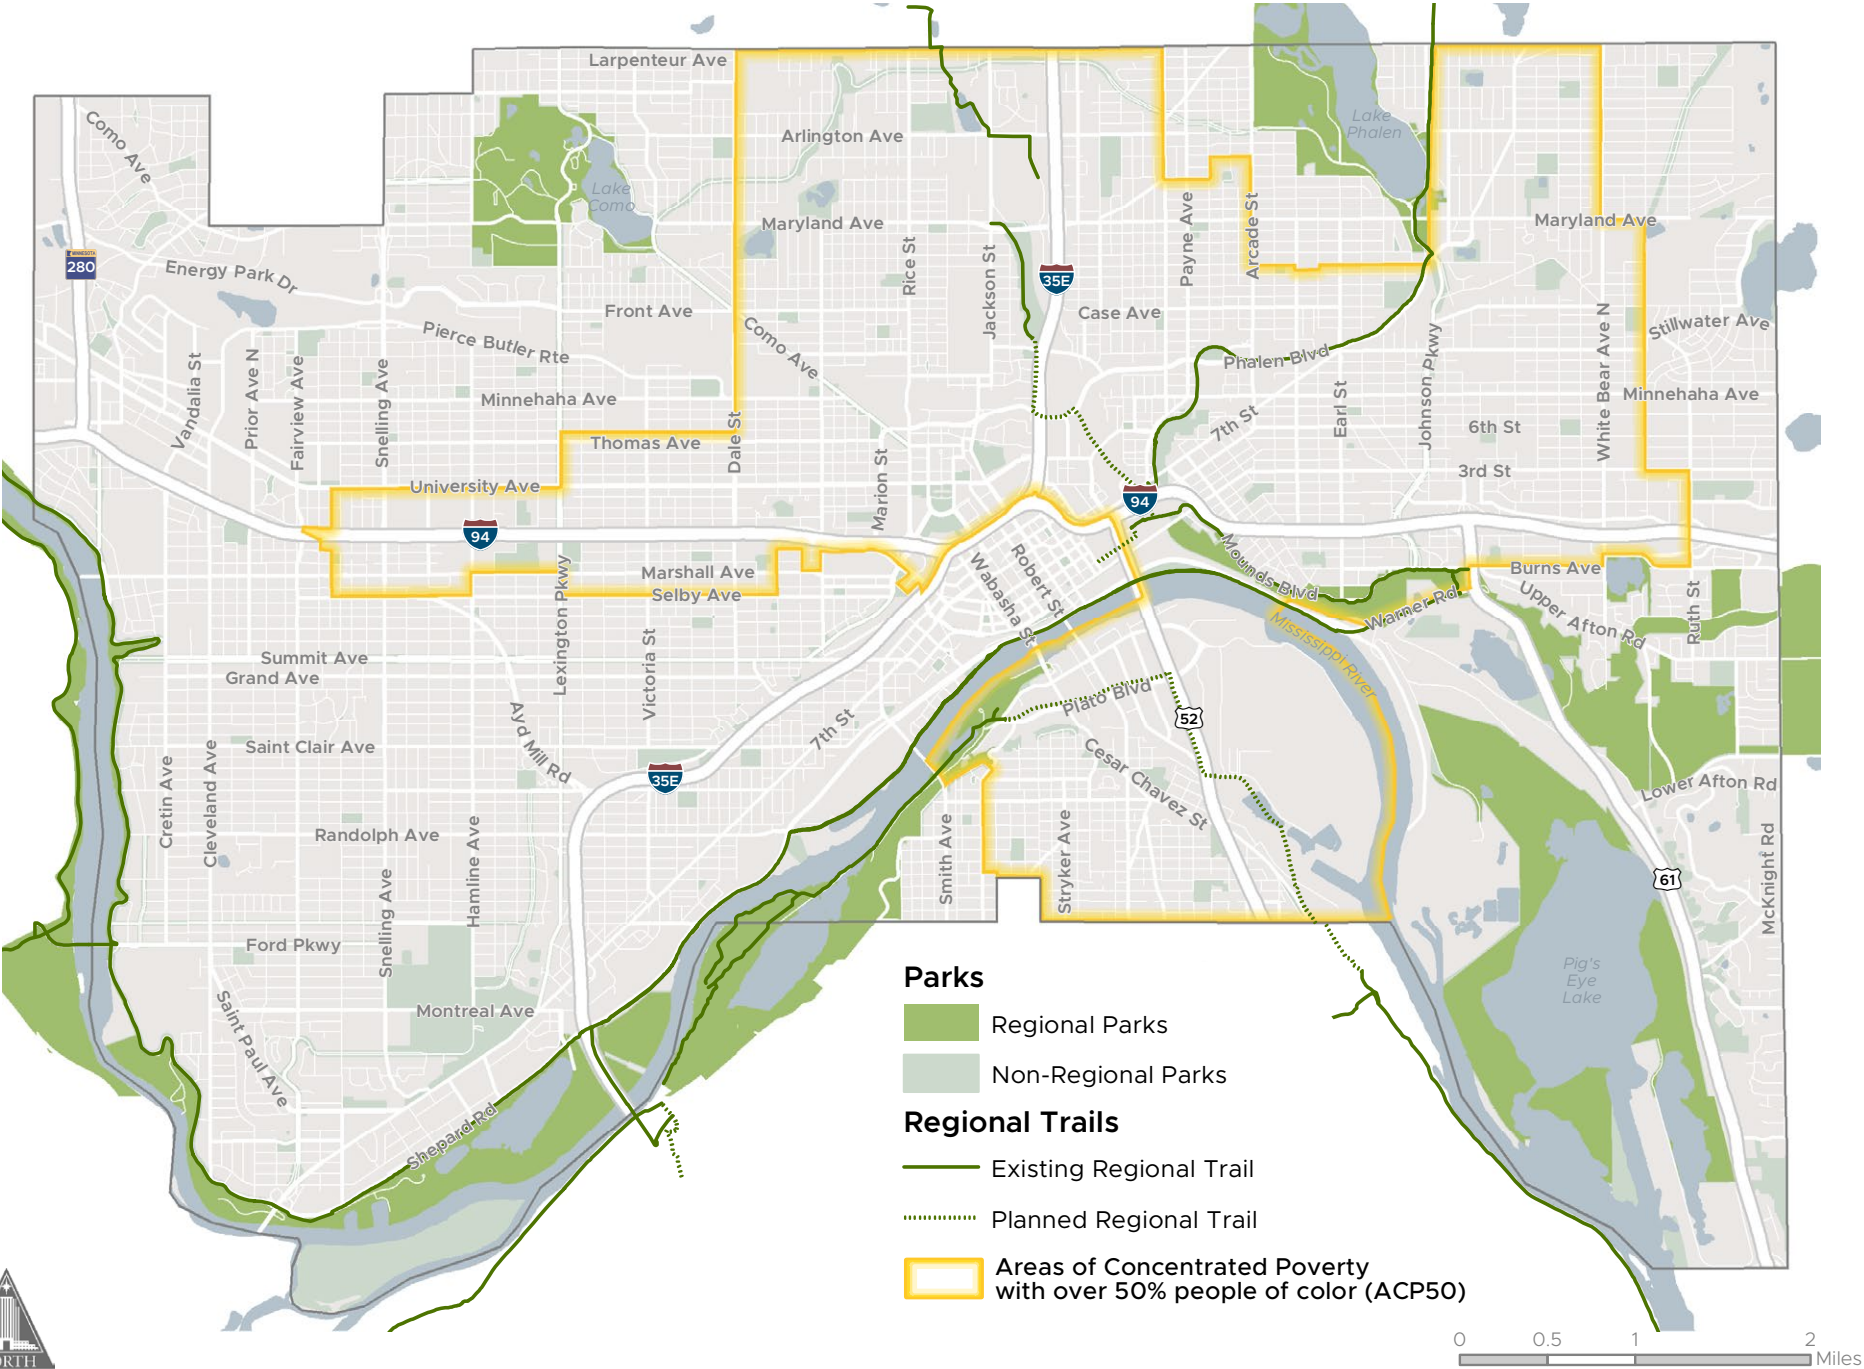 Larpenteur Ave
Como Ave
Arlington Ave
Lake
Phalen
Lake
Como
Maryland Ave
Maryland Ave
MINNESOTA
280
Energy Park Dr
Rice St
Jackson St
35E
Payne Ave
Arcade St
Front Ave
Case Ave
Pierce Butler Rte
Como Ave
Phalen Blvd
Stillwater Ave
Vandalia St
Prior Ave N
Fairview Ave
Snelling Ave
Minnehaha Ave
Minnehaha Ave
Earl St
Johnson Pkwy
White Bear Ave N
Thomas Ave
Dale St
7th St
6th St
3rd St
University Ave
Marion St
94
94
Lexington Pkwy
Marshall Ave
Selby Ave
Wabasha St
Robert St
Mounds Blvd
Warner Rd
Burns Ave
Upper Afton Rd
Ruth St
Mississippi River
Summit Ave
Grand Ave
Victoria St
Plato Blvd
52
Ayd Mill Rd
7th St
Saint Clair Ave
35E
Cesar Chavez St
Lower Afton Rd
Cretin Ave
Cleveland Ave
Randolph Ave
Hamline Ave
Smith Ave
Stryker Ave
McKnight Rd
61
Snelling Ave
Ford Pkwy
Pig's
Eye
Lake
Saint Paul Ave
Montreal Ave
Shepard Rd
Parks
Regional Parks
Non-Regional Parks
Regional Trails
Existing Regional Trail
Planned Regional Trail
Areas of Concentrated Poverty
with over 50% people of color (ACP50)
0 0.5 1 2
Miles
ORTH